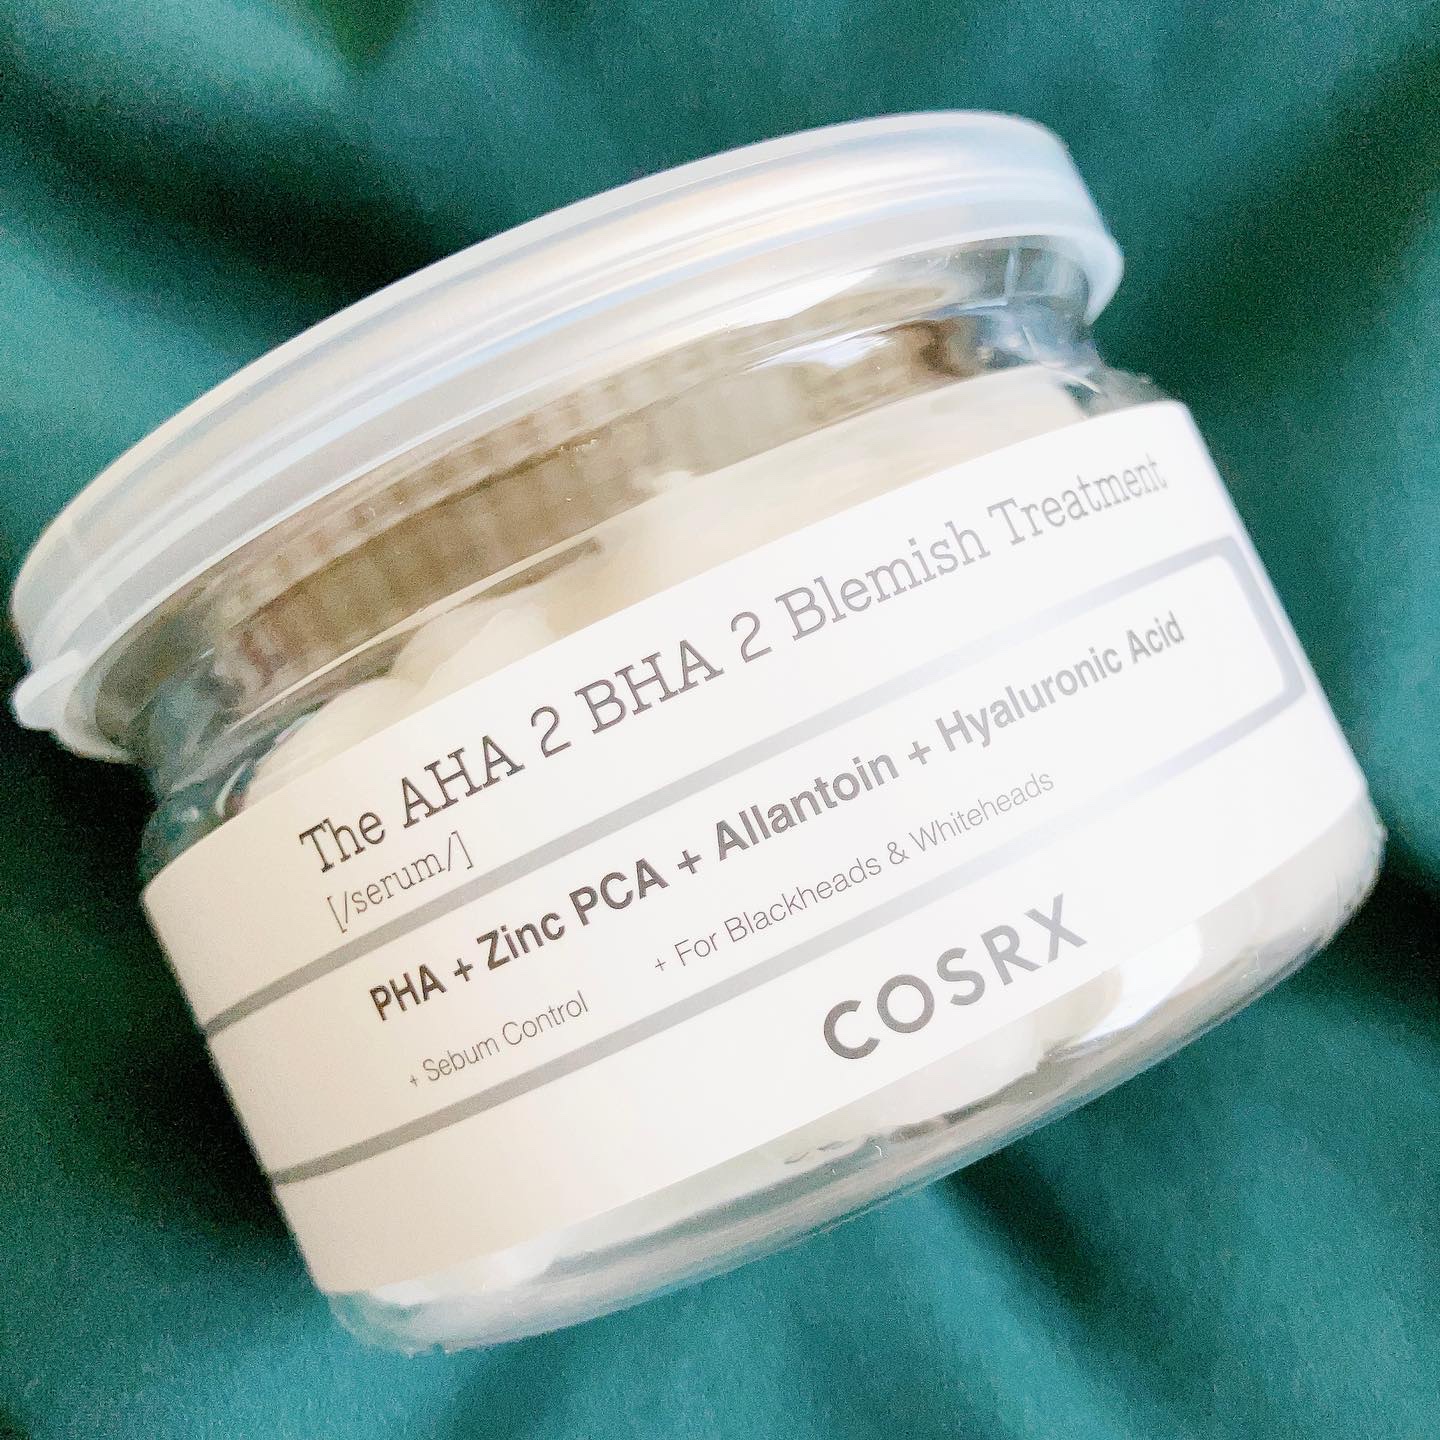 The AHA 2 BHA 2 Blemish Treatment
[/serum/]
PHA + Zinc PCA + Allantoin + Hyaluronic Acid
+ Sebum Control + For Blackheads & Whiteheads
COSRX